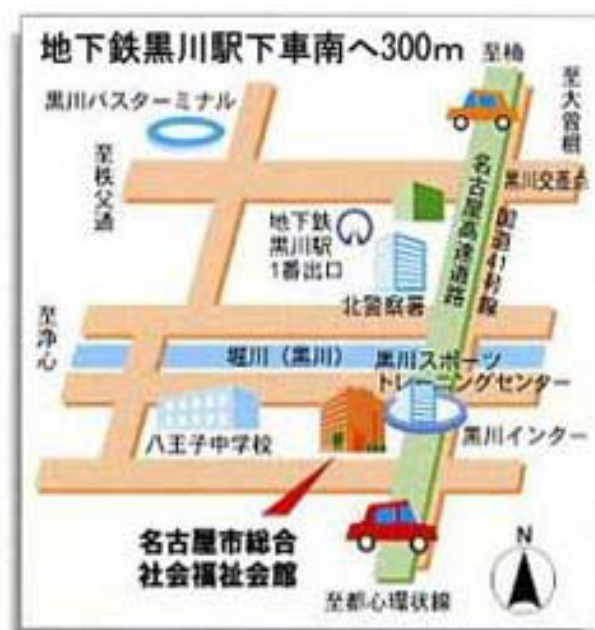 地下鉄黒川駅下車南へ300m
至楠
至大曽根
黒川バスターミナル
至秩父通
黒川交差点
名古屋高速道路
国道41号線
地下鉄
黒川駅
1番出口
北警察署
至浄心
堀川（黒川）
黒川スポーツ
トレーニングセンター
八王子中学校
黒川インター
名古屋市総合
社会福祉会館
N
至都心環状線